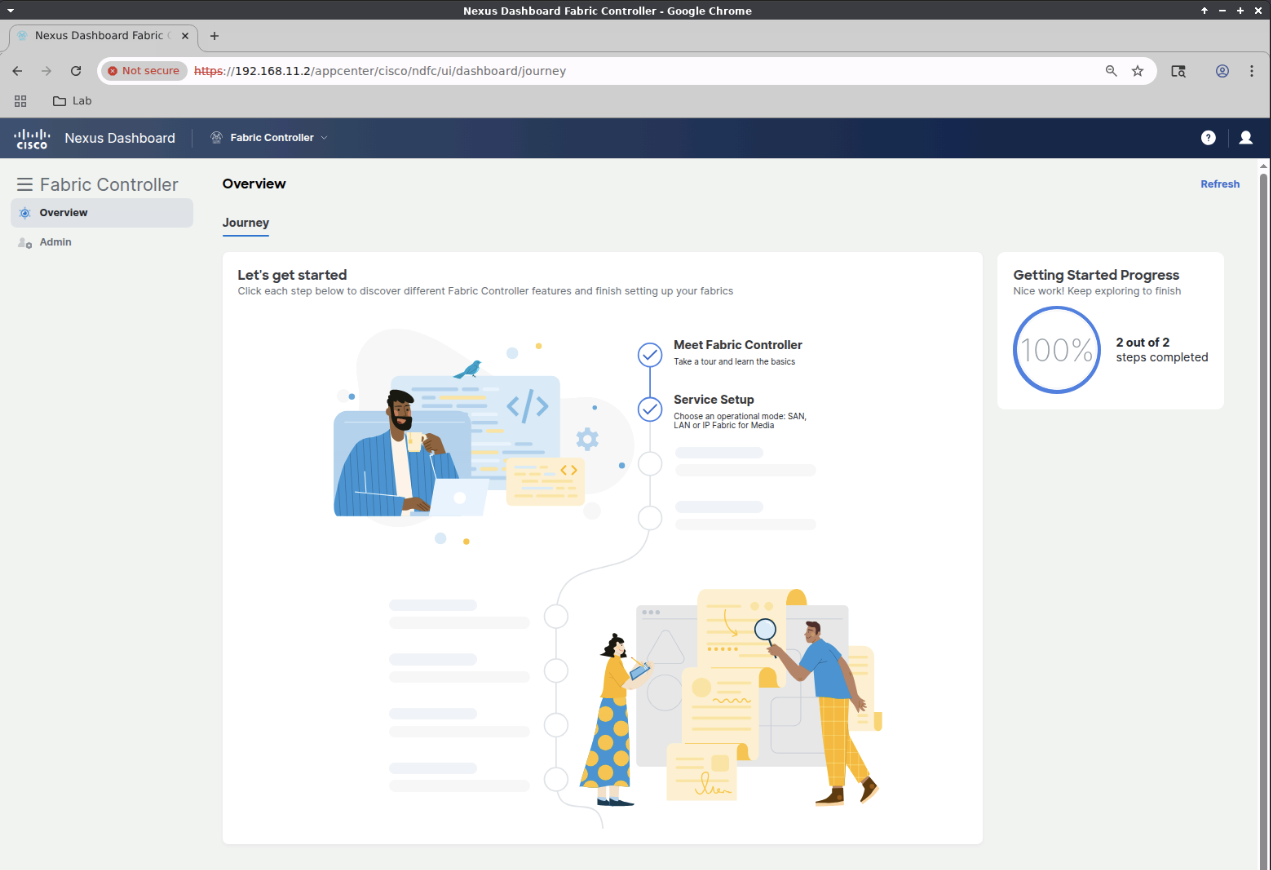 Nexus Dashboard Fabric Controller - Google Chrome
Nexus Dashboard Fabric C
Not secure
https://192.168.11.2/appcenter/cisco/ndfc/ui/dashboard/journey
Lab
CISCO
Nexus Dashboard
Fabric Controller
?
Fabric Controller
Overview
Refresh
Overview
Admin
Journey
Let's get started
Click each step below to discover different Fabric Controller features and finish setting up your fabrics
Getting Started Progress
Nice work! Keep exploring to finish
100%
2 out of 2
steps completed
Meet Fabric Controller
Take a tour and learn the basics
Service Setup
Choose an operational mode: SAN,
LAN or IP Fabric for Media